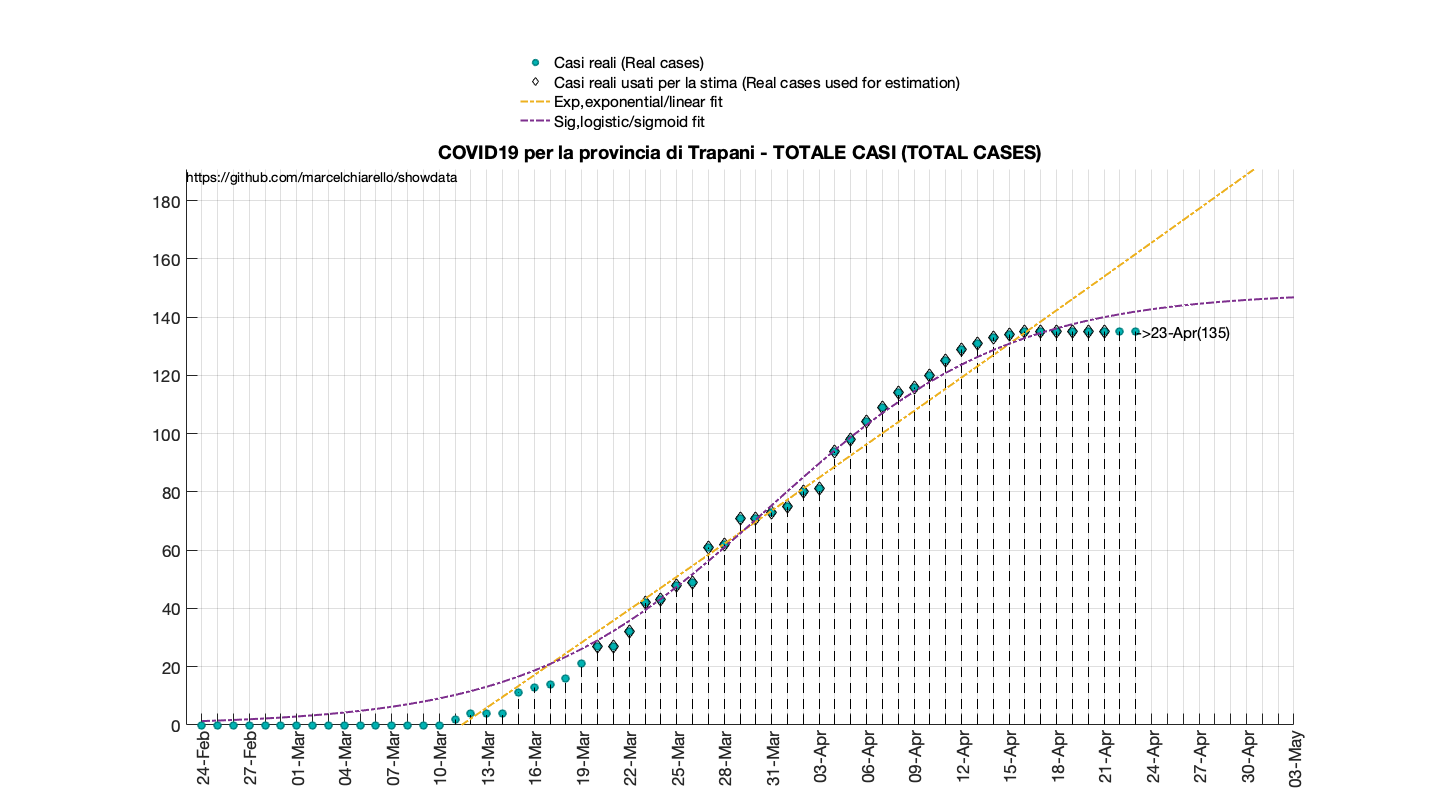 Casi reali (Real cases)
Casi reali usati per la stima (Real cases used for estimation)
Exp,exponential/linear fit
Sig,logistic/sigmoid fit
COVID19 per la provincia di Trapani - TOTALE CASI (TOTAL CASES)
https://github.com/marcelchiarello/showdata
180
160
140
120
100
80
60
40
20
0
->23-Apr(135)
24-Feb
27-Feb
01-Mar
04-Mar
07-Mar
10-Mar
13-Mar
16-Mar
19-Mar
22-Mar
25-Mar
28-Mar
31-Mar
03-Apr
06-Apr
09-Apr
12-Apr
15-Apr
18-Apr
21-Apr
24-Apr
27-Apr
30-Apr
03-May